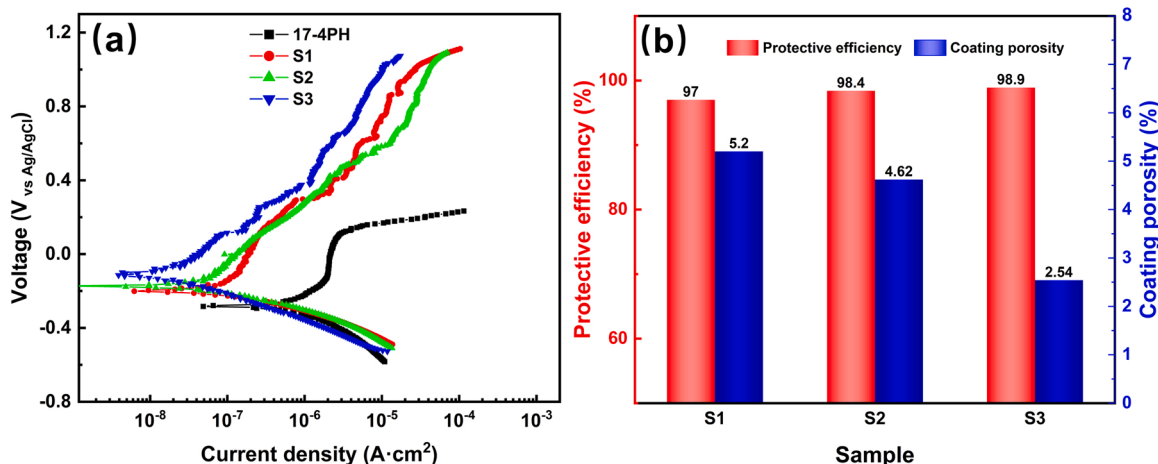 (a)
17-4PH
S1
S2
S3
1.2
0.8
0.4
0.0
-0.4
-0.8
Voltage (V vs Ag/AgCl)
10-8 10-7 10-6 10-5 10-4 10-3
Current density (A·cm2)
(b)
Protective efficiency Coating porosity
97
98.4
98.9
5.2
4.62
2.54
100
80
60
Protective efficiency (%)
8
7
6
5
4
3
2
1
0
Coating porosity (%)
S1 S2 S3
Sample